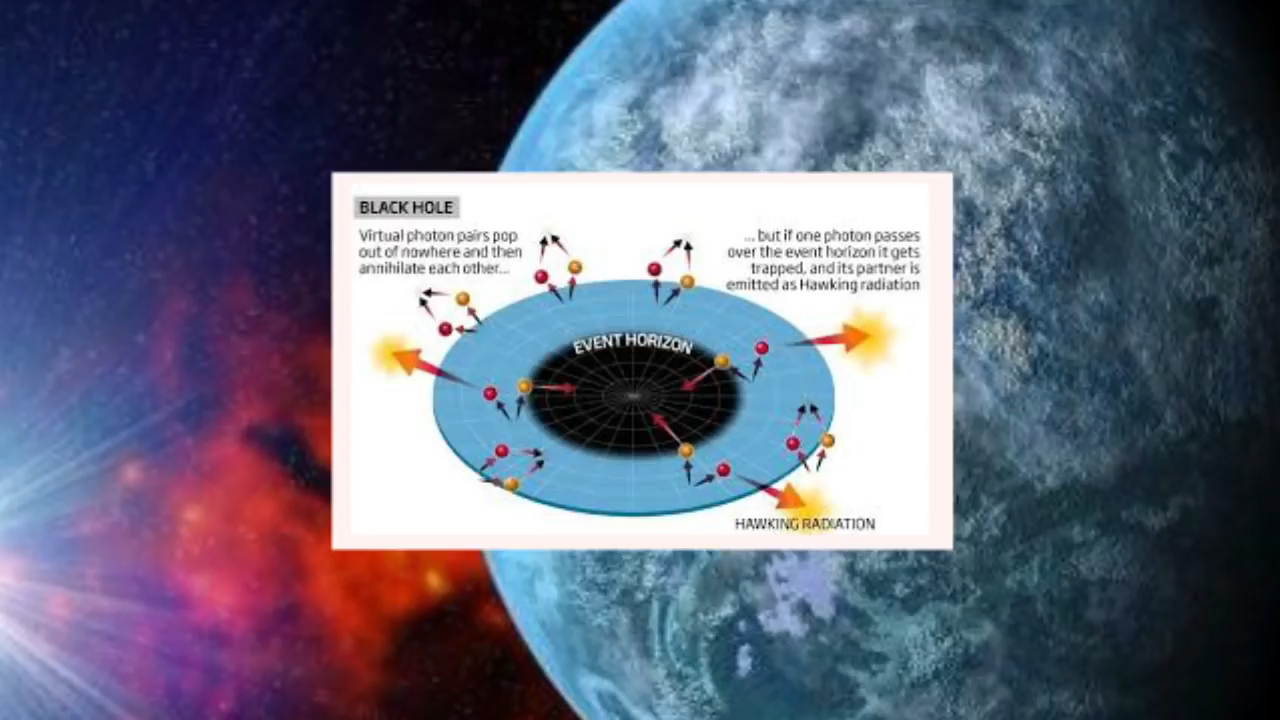 BLACK HOLE
Virtual photon pairs pop
out of nowhere and then
annihilate each other...
... but if one photon passes
over the event horizon it gets
trapped, and its partner is
emitted as Hawking radiation
EVENT HORIZON
HAWKING RADIATION